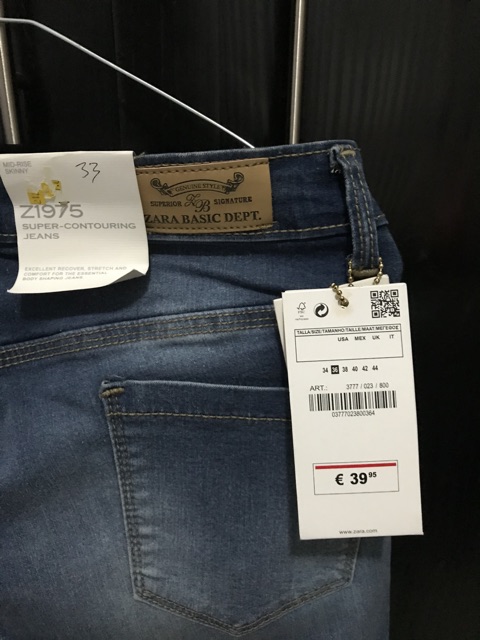 MID-RISE
SKINNY
33
Z1975
SUPER-CONTOURING
JEANS
EXCELLENT RECOVER, STRETCH AND
COMFORT FOR THE ESSENTIAL
BODY SHAPING JEANS
GENUINE STYLE
SUPERIOR SIGNATURE
ZARA BASIC DEPT.
FSC
TALLA/SIZE/TAMANHO/TAILLE/MAAT/ΜΕΓΕΘΟΣ
USA MEX UK IT
34 36 38 40 42 44
ART.: 3777 / 023 / 800
03777023800364
€ 39 95
www.zara.com